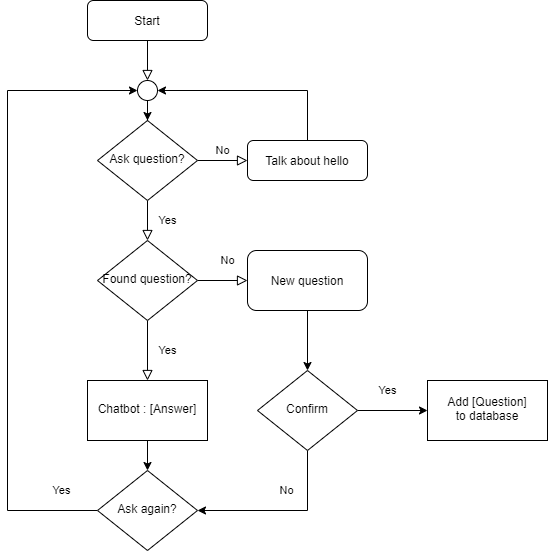 Start
Ask question?
No
Talk about hello
Yes
Found question?
No
New question
Yes
Chatbot : [Answer]
Confirm
Yes
Add [Question]
to database
Yes
Ask again?
No